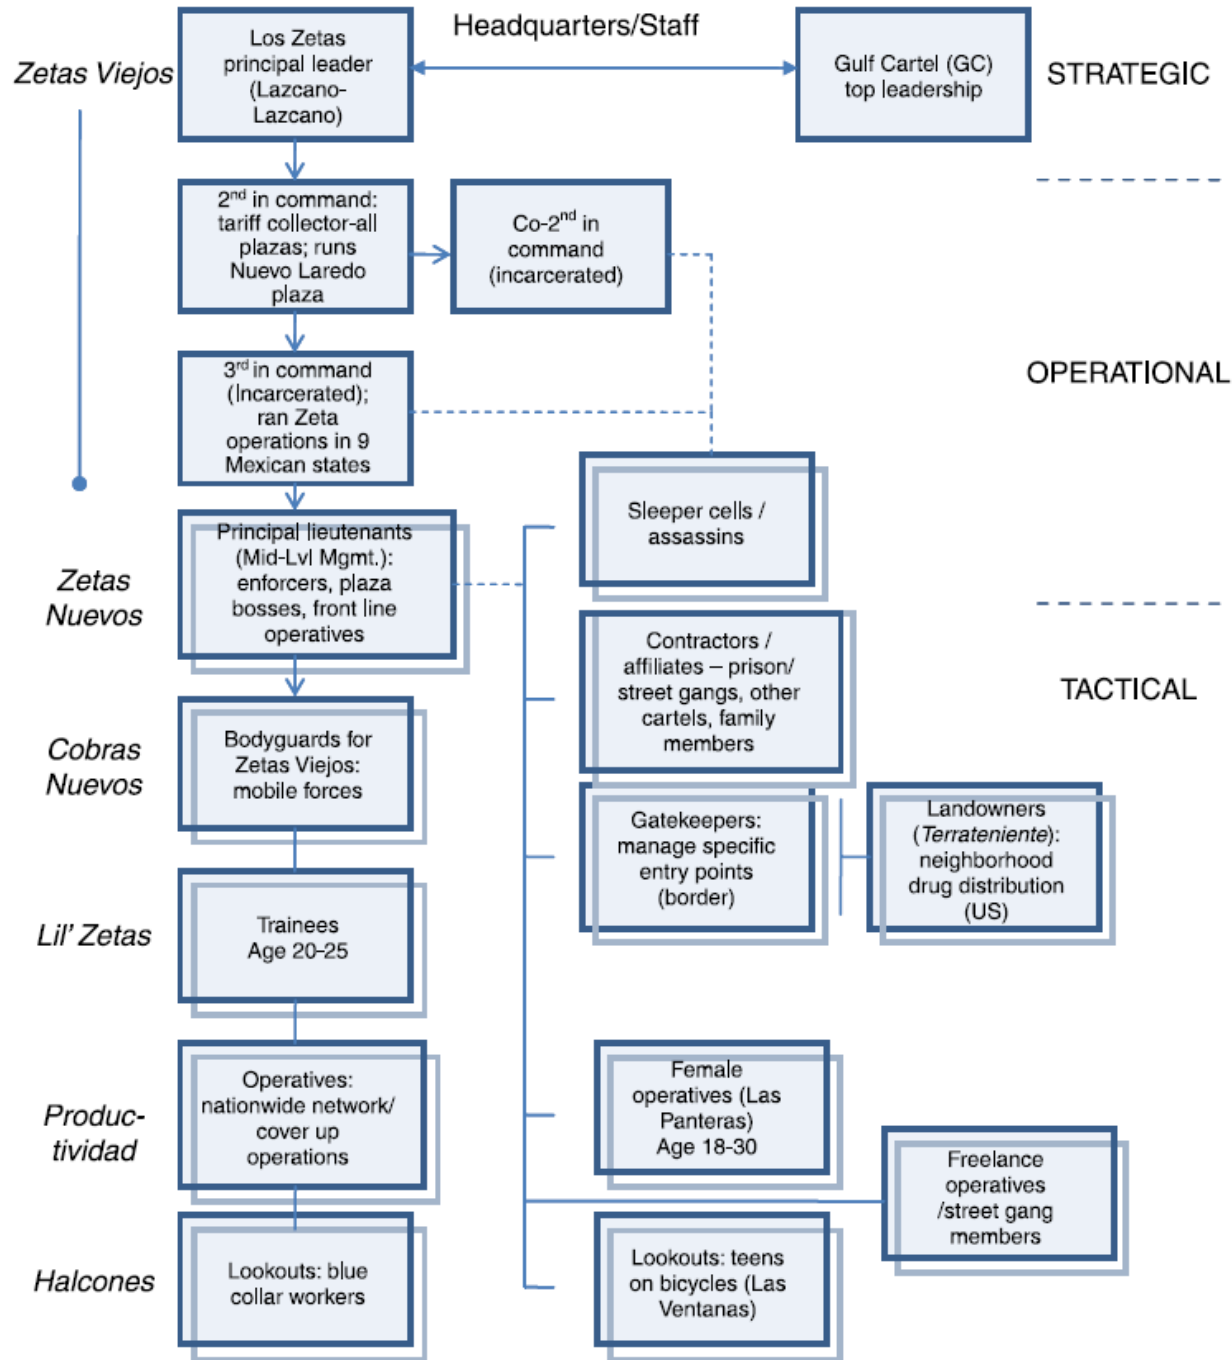 Headquarters/Staff
Zetas Viejos
Los Zetas
principal leader
(Lazcano-
Lazcano)
Gulf Cartel (GC)
top leadership
STRATEGIC
2nd in command:
tariff collector-all
plazas; runs
Nuevo Laredo
plaza
Co-2nd in
command
(incarcerated)
3rd in command
(Incarcerated);
ran Zeta
operations in 9
Mexican states
OPERATIONAL
Zetas
Nuevos
Principal lieutenants
(Mid-Lvl Mgmt.):
enforcers, plaza
bosses, front line
operatives
Sleeper cells /
assassins
Contractors /
affiliates – prison/
street gangs, other
cartels, family
members
TACTICAL
Cobras
Nuevos
Bodyguards for
Zetas Viejos:
mobile forces
Gatekeepers:
manage specific
entry points
(border)
Landowners
(Terrateniente):
neighborhood
drug distribution
(US)
Lil' Zetas
Trainees
Age 20-25
Produc-
tividad
Operatives:
nationwide network/
cover up
operations
Female
operatives (Las
Panteras)
Age 18-30
Freelance
operatives
/street gang
members
Halcones
Lookouts: blue
collar workers
Lookouts: teens
on bicycles (Las
Ventanas)